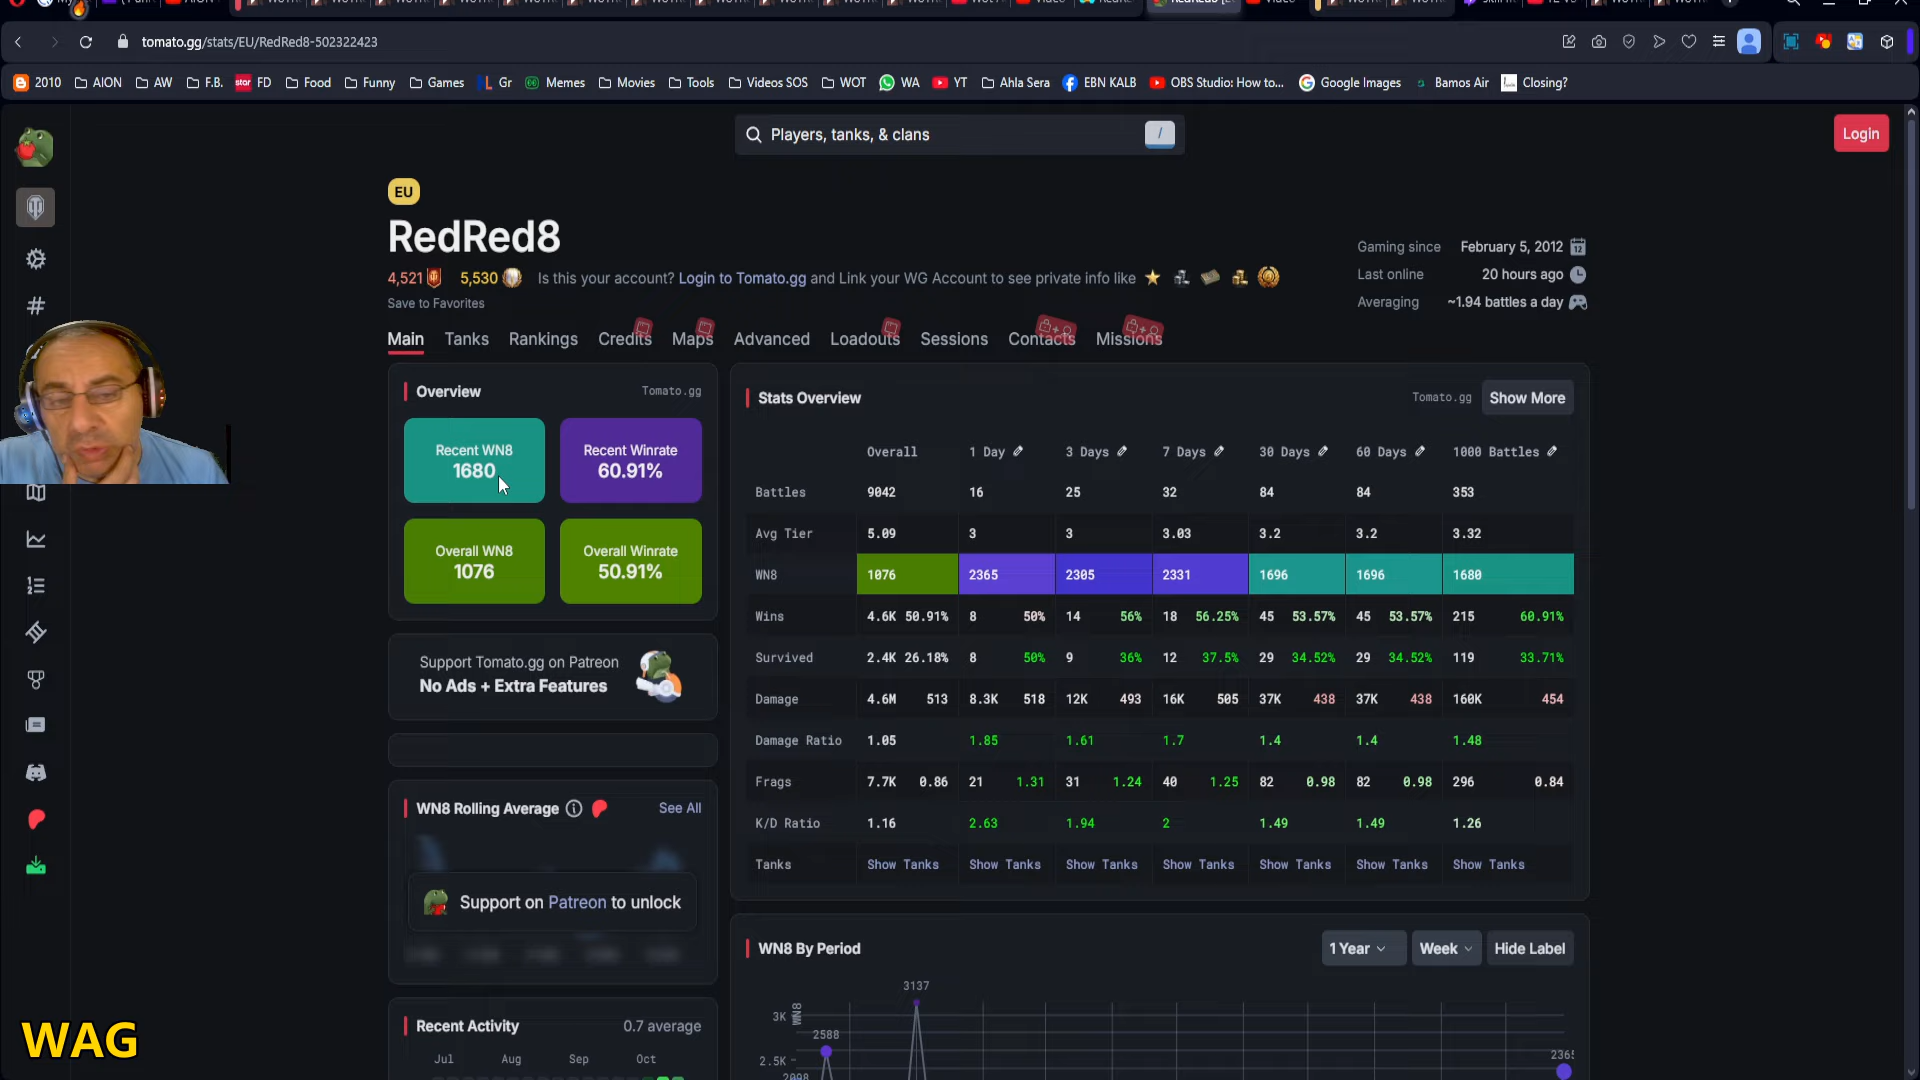 tomato.gg/stats/EU/RedRed8-502322423
2010 AION AW F.B. FD Food Funny Games Gr Memes Movies Tools Videos SOS WOT WA YT Ahla Sera EBN KALB OBS Studio: How to... Google Images Bamos Air Closing?
Players, tanks, & clans /
Login
EU
RedRed8
4,521 5,530 Is this your account? Login to Tomato.gg and Link your WG Account to see private info like
Save to Favorites
Gaming since February 5, 2012
Last online 20 hours ago
Averaging ~1.94 battles a day
Main Tanks Rankings Credits Maps Advanced Loadouts Sessions Contacts Missions
Overview Tomato.gg
Recent WN8
1680
Recent Winrate
60.91%
Overall WN8
1076
Overall Winrate
50.91%
Support Tomato.gg on Patreon
No Ads + Extra Features
WN8 Rolling Average See All
Support on Patreon to unlock
Recent Activity 0.7 average
Jul Aug Sep Oct
Stats Overview Tomato.gg Show More
Overall 1 Day 3 Days 7 Days 30 Days 60 Days 1000 Battles
Battles 9042 16 25 32 84 84 353
Avg Tier 5.09 3 3 3.03 3.2 3.2 3.32
WN8 1076 2365 2305 2331 1696 1696 1680
Wins 4.6K 50.91% 8 50% 14 56% 18 56.25% 45 53.57% 45 53.57% 215 60.91%
Survived 2.4K 26.18% 8 50% 9 36% 12 37.5% 29 34.52% 29 34.52% 119 33.71%
Damage 4.6M 513 8.3K 518 12K 493 16K 505 37K 438 37K 438 160K 454
Damage Ratio 1.05 1.85 1.61 1.7 1.4 1.4 1.48
Frags 7.7K 0.86 21 1.31 31 1.24 40 1.25 82 0.98 82 0.98 296 0.84
K/D Ratio 1.16 2.63 1.94 2 1.49 1.49 1.26
Tanks Show Tanks Show Tanks Show Tanks Show Tanks Show Tanks Show Tanks Show Tanks
WN8 By Period 1 Year Week Hide Label
3137
3K WN8
2588
2.5K
2365
2098
WAG